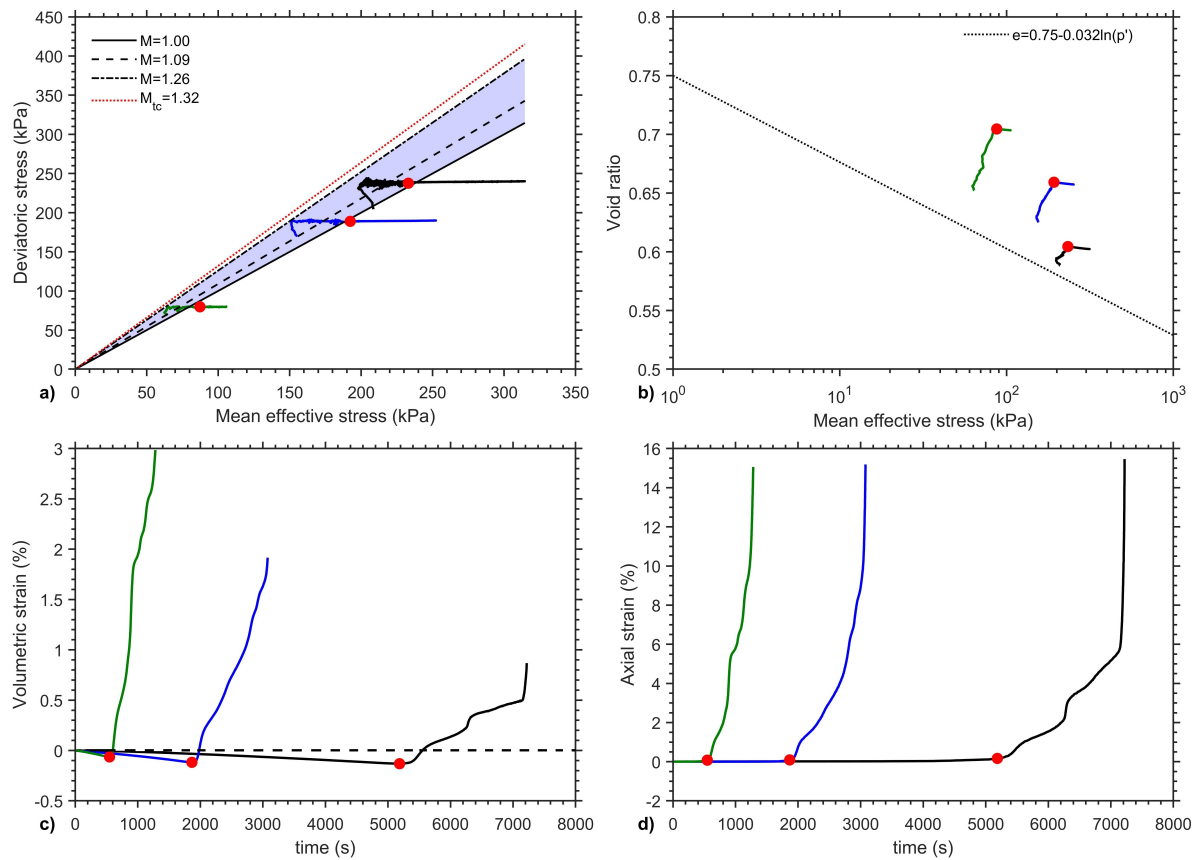 450
400
350
300
250
200
150
100
50
0
M=1.00
M=1.09
M=1.26
Mtc=1.32
Deviatoric stress (kPa)
0 50 100 150 200 250 300 350
a)
Mean effective stress (kPa)
0.8
0.75
0.7
0.65
0.6
0.55
0.5
e=0.75-0.032ln(p')
Void ratio
10^0 10^1 10^2 10^3
b)
Mean effective stress (kPa)
3
2.5
2
1.5
1
0.5
0
-0.5
Volumetric strain (%)
c)
0 1000 2000 3000 4000 5000 6000 7000 8000
time (s)
16
14
12
10
8
6
4
2
0
-2
Axial strain (%)
d)
0 1000 2000 3000 4000 5000 6000 7000 8000
time (s)